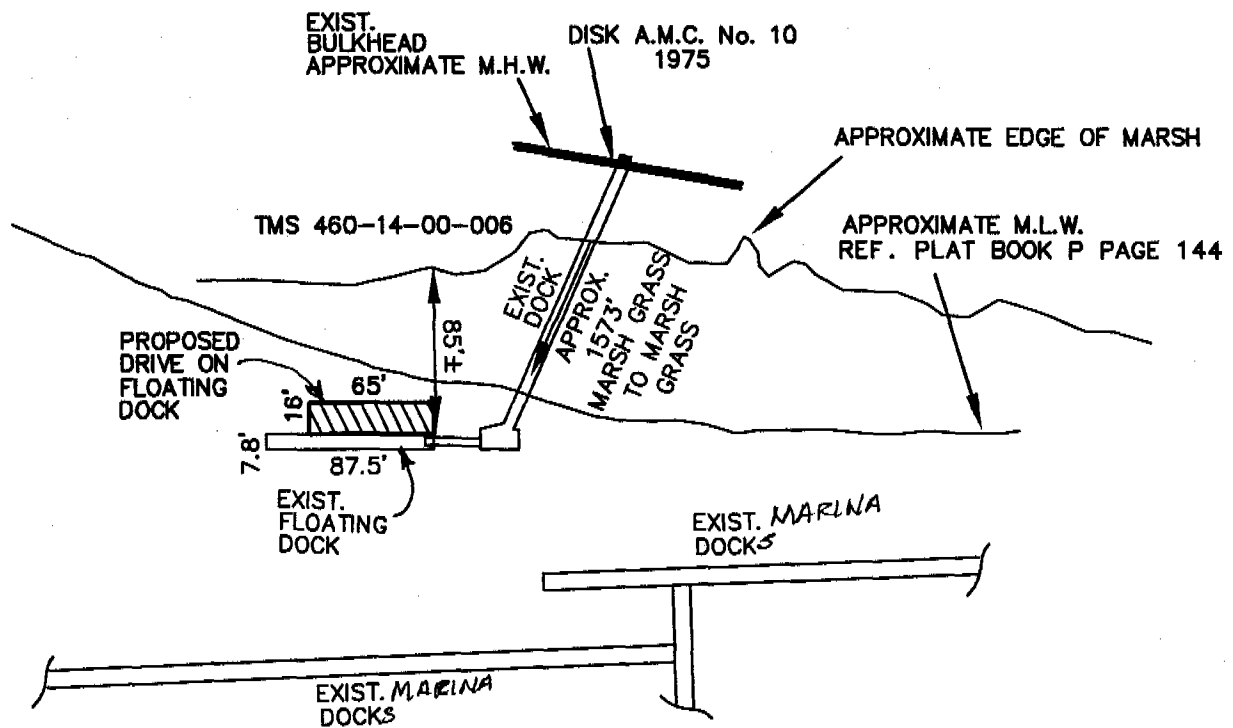 EXIST.
BULKHEAD
APPROXIMATE M.H.W.
DISK A.M.C. No. 10
1975
APPROXIMATE EDGE OF MARSH
TMS 460-14-00-006
APPROXIMATE M.L.W.
REF. PLAT BOOK P PAGE 144
EXIST.
DOCK
APPROX.
1573'
MARSH GRASS
TO MARSH
GRASS
85'±
PROPOSED
DRIVE ON
FLOATING
DOCK
65'
16'
7.8'
87.5'
EXIST.
FLOATING
DOCK
EXIST. MARINA
DOCKS
EXIST. MARINA
DOCKS